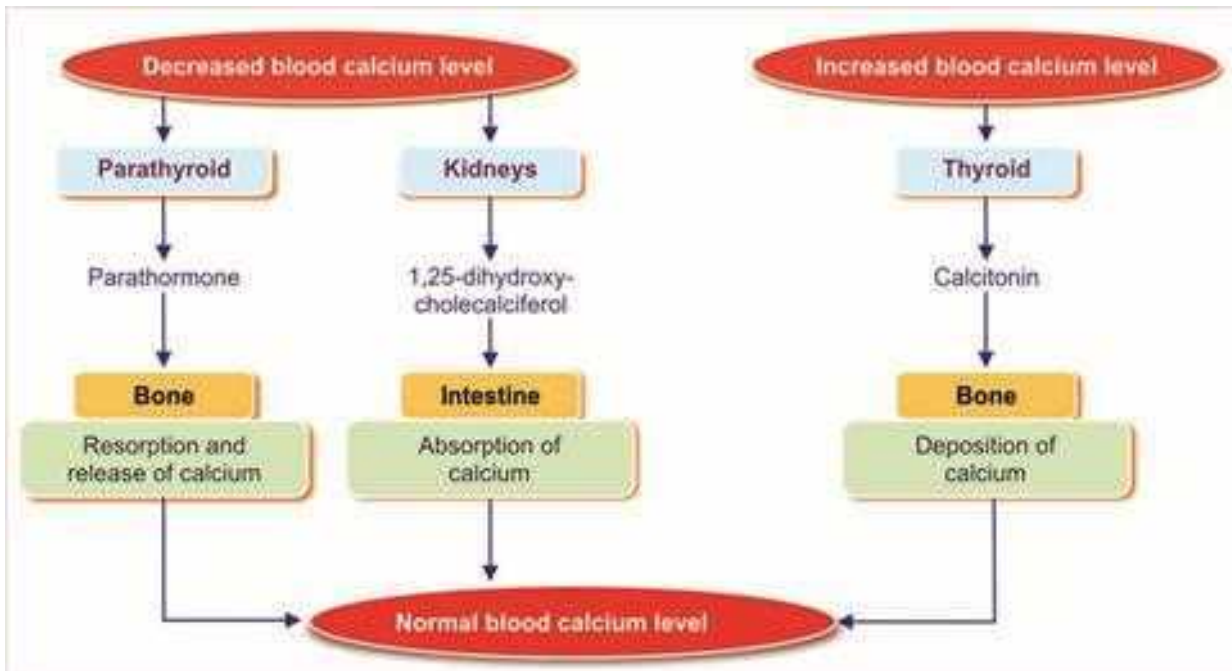 Decreased blood calcium level
Increased blood calcium level
Parathyroid
Kidneys
Thyroid
Parathormone
1,25-dihydroxy-
cholecalciferol
Calcitonin
Bone
Intestine
Bone
Resorption and
release of calcium
Absorption of
calcium
Deposition of
calcium
Normal blood calcium level